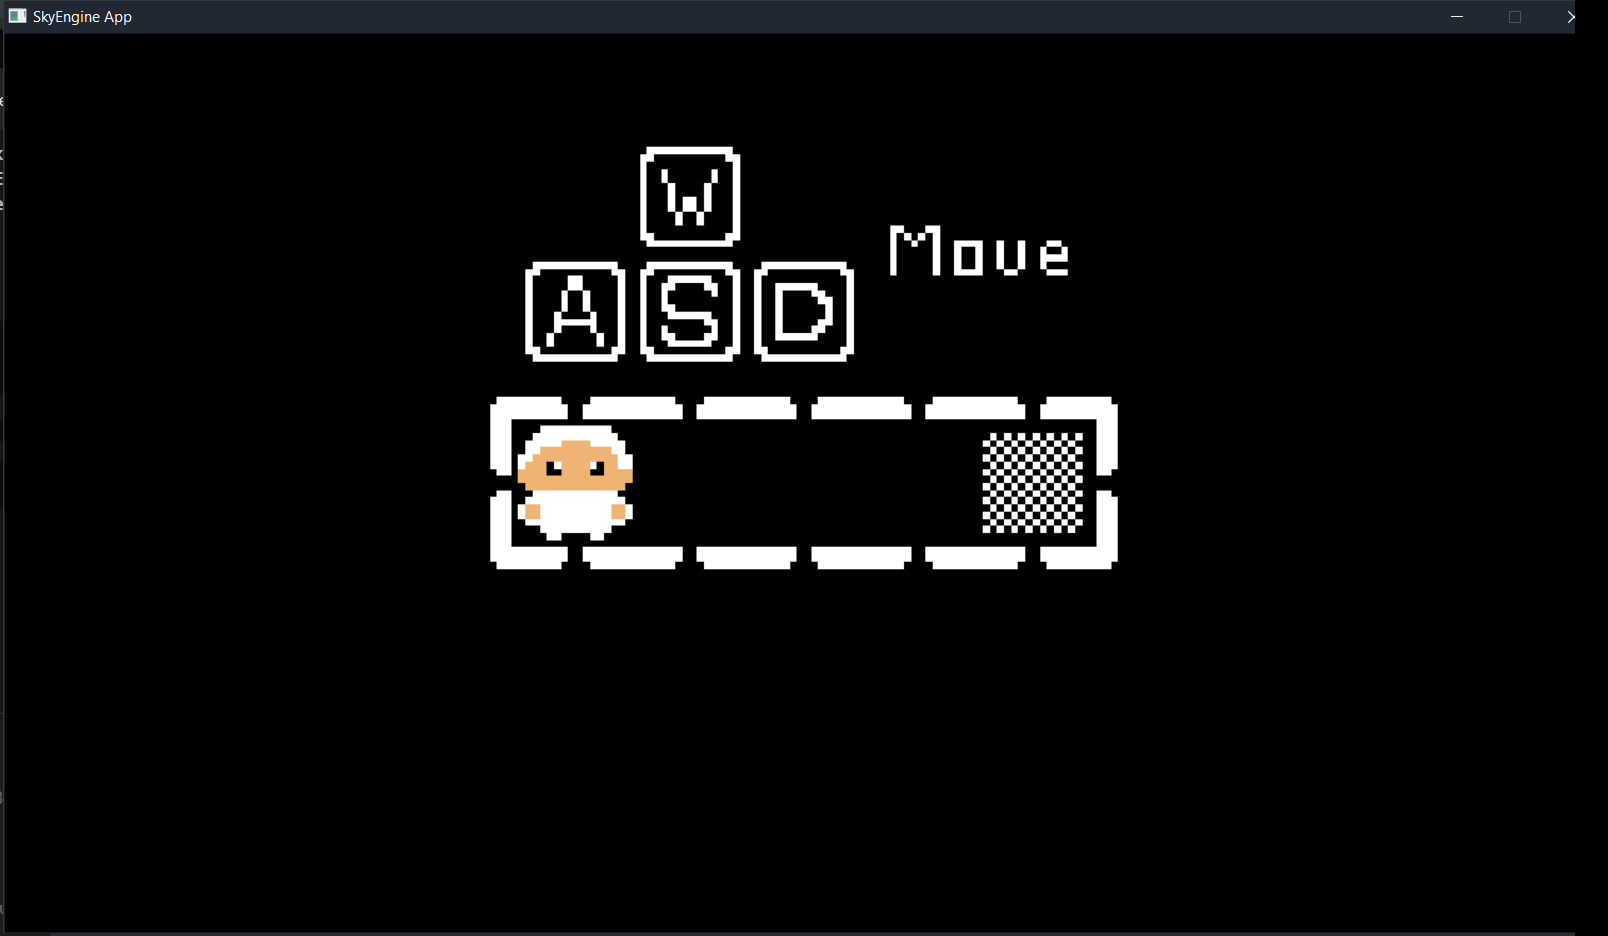 SkyEngine App
W
Move
A S D